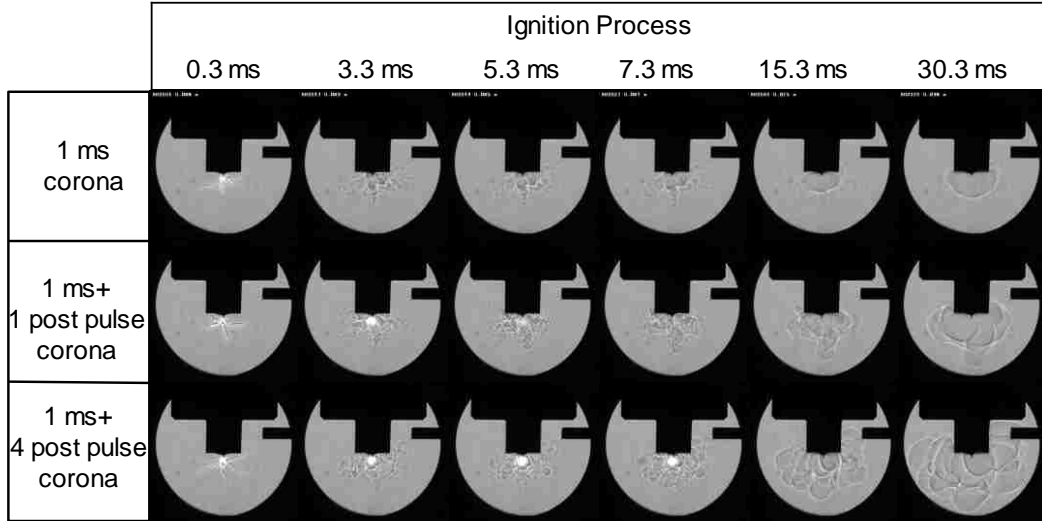 Ignition Process
0.3 ms 3.3 ms 5.3 ms 7.3 ms 15.3 ms 30.3 ms
1 ms
corona
1 ms+
1 post pulse
corona
1 ms+
4 post pulse
corona